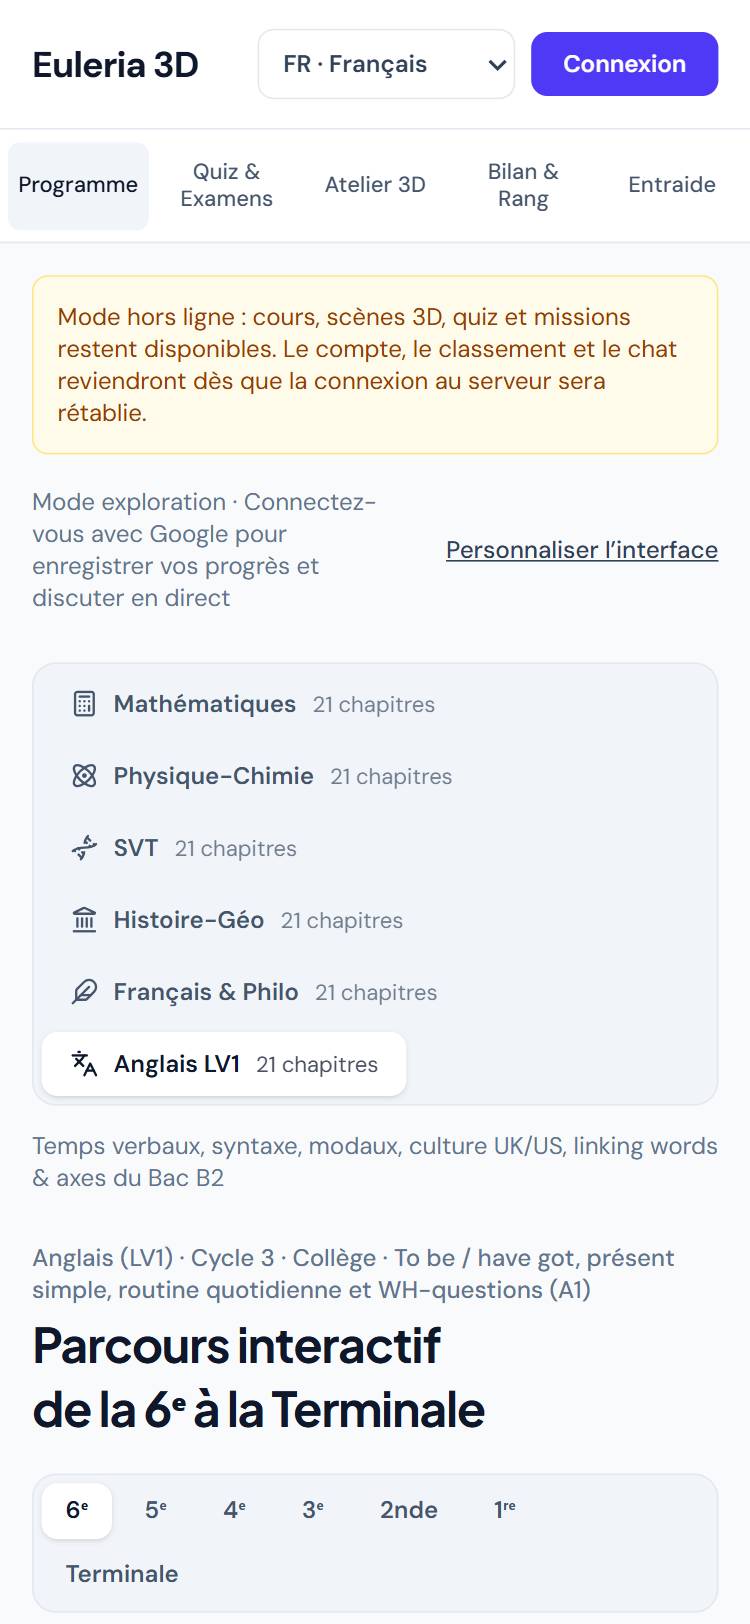 Euleria 3D
FR · Français
Connexion
Programme
Quiz &
Examens
Atelier 3D
Bilan &
Rang
Entraide
Mode hors ligne : cours, scènes 3D, quiz et missions
restent disponibles. Le compte, le classement et le chat
reviendront dès que la connexion au serveur sera
rétablie.
Mode exploration · Connectez-
vous avec Google pour
enregistrer vos progrès et
discuter en direct
Personnaliser l’interface
Mathématiques 21 chapitres
Physique-Chimie 21 chapitres
SVT 21 chapitres
Histoire-Géo 21 chapitres
Français & Philo 21 chapitres
Anglais LV1 21 chapitres
Temps verbaux, syntaxe, modaux, culture UK/US, linking words
& axes du Bac B2
Anglais (LV1) · Cycle 3 · Collège · To be / have got, présent
simple, routine quotidienne et WH-questions (A1)
Parcours interactif
de la 6ᵉ à la Terminale
6ᵉ 5ᵉ 4ᵉ 3ᵉ 2nde 1ʳᵉ
Terminale